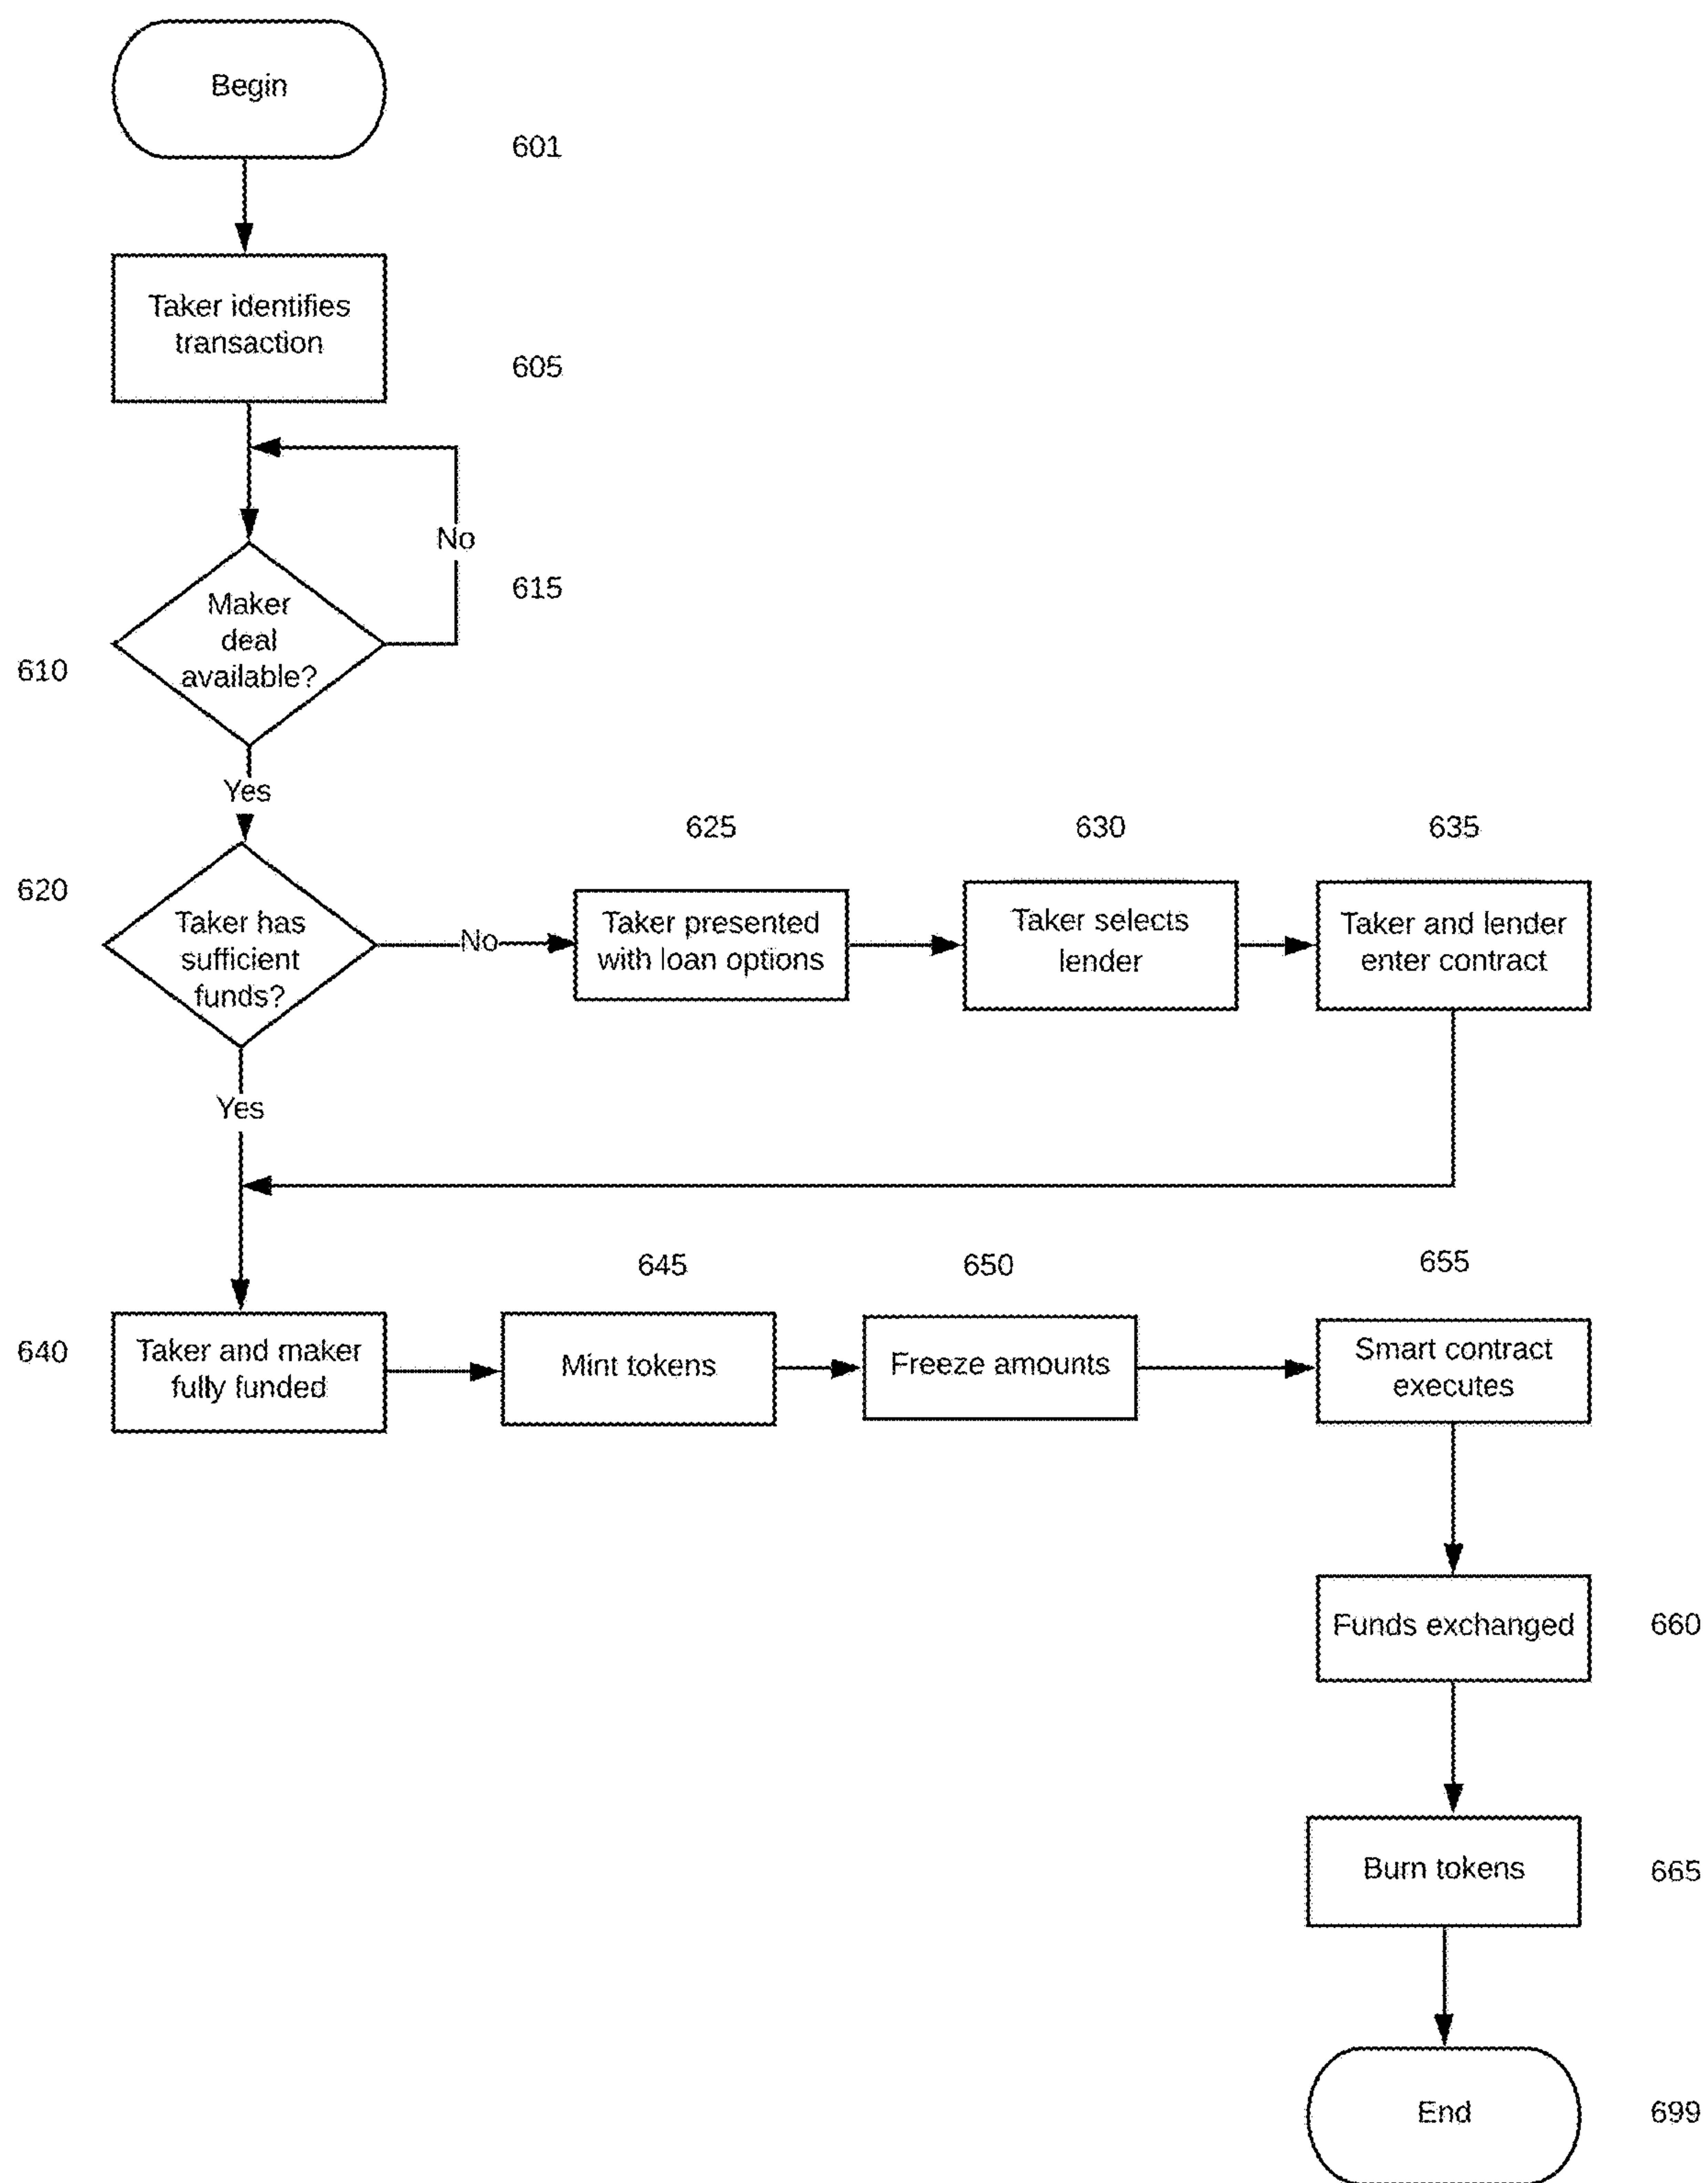 Begin
601
Taker identifies
transaction
605
No
615
Maker
deal
available?
610
Yes
625
630
635
620
Taker has
sufficient
funds?
No
Taker presented
with loan options
Taker selects
lender
Taker and lender
enter contract
Yes
645
650
655
640
Taker and maker
fully funded
Mint tokens
Freeze amounts
Smart contract
executes
Funds exchanged
660
Burn tokens
665
End
699